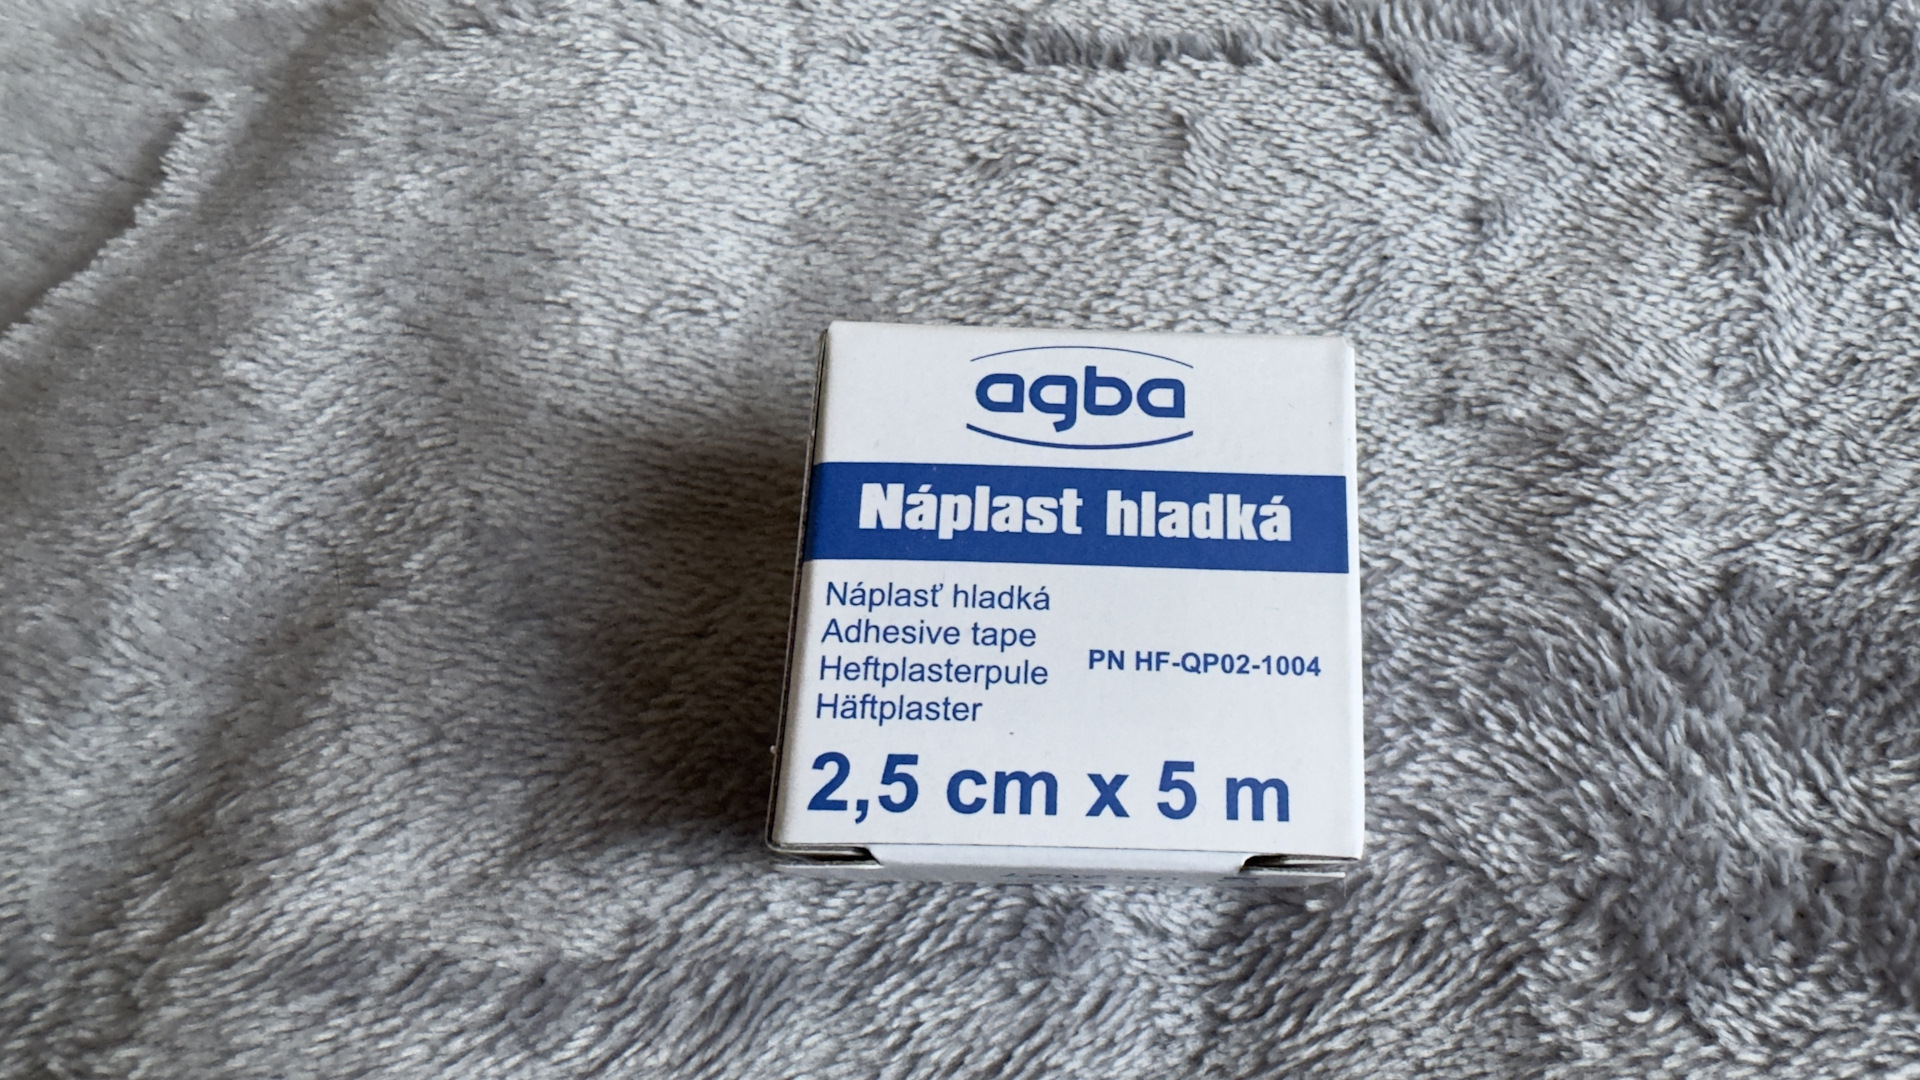 agba
Náplast hladká
Náplasť hladká
Adhesive tape
Heftplasterpule
Häftplaster
PN HF-QP02-1004
2,5 cm x 5 m